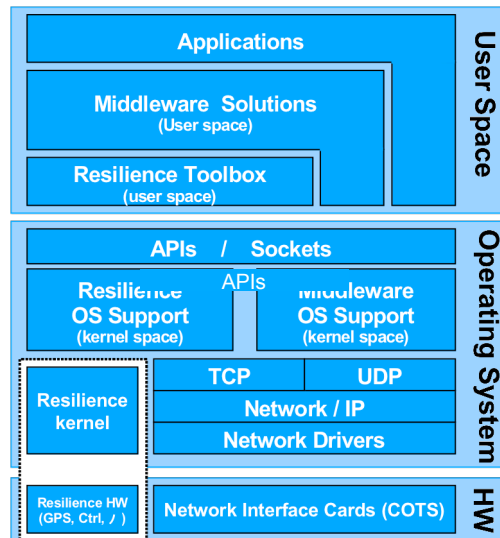 Applications
Middleware Solutions
(User space)
Resilience Toolbox
(user space)
User Space
APIs / Sockets
APIs
Resilience
OS Support
(kernel space)
Middleware
OS Support
(kernel space)
TCP
UDP
Resilience
kernel
Network / IP
Network Drivers
Operating System
Resilience HW
(GPS, Ctrl, )
Network Interface Cards (COTS)
HW